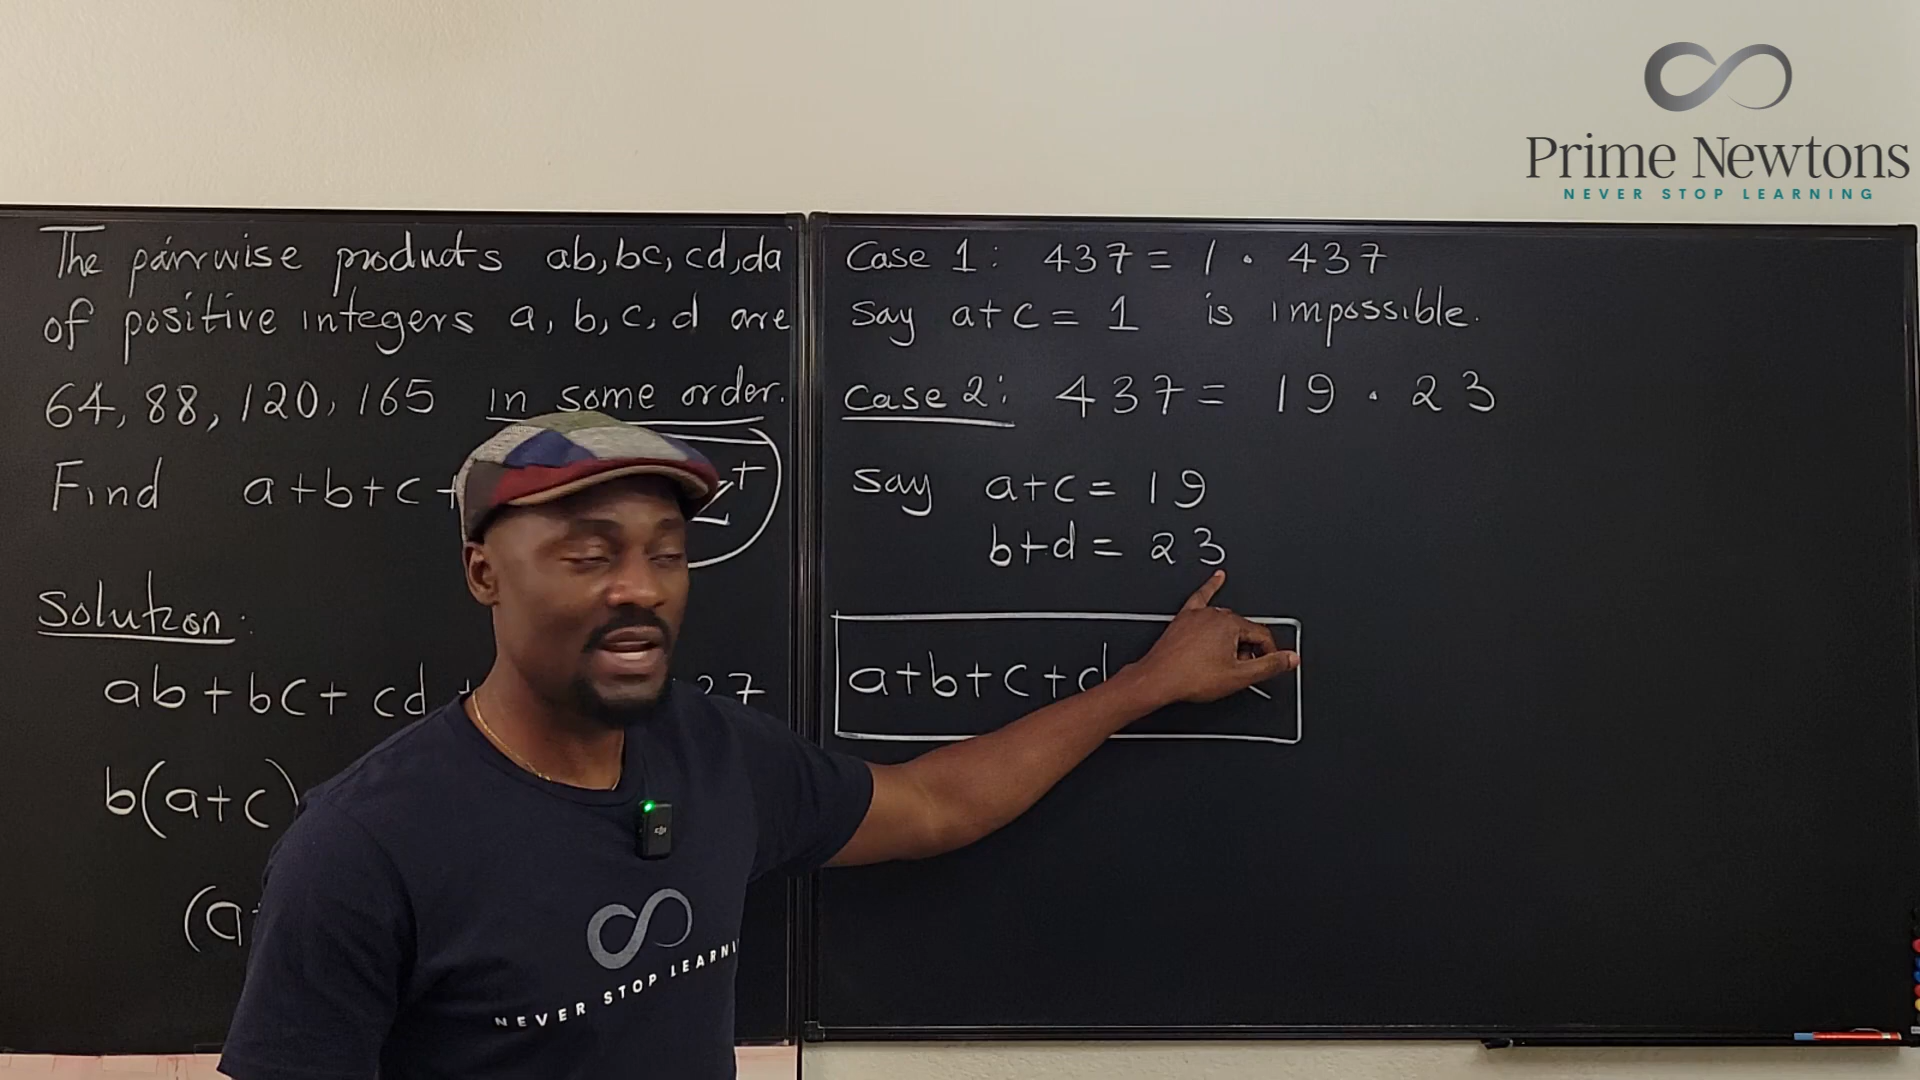 Prime Newtons
NEVER STOP LEARNING
The pairwise products ab, bc, cd, da
of positive integers a, b, c, d are
64, 88, 120, 165 in some order.
Find a+b+c+
Z+
Solution:
ab + bc + cd
27
b(a+c)
(a
Case 1: 437 = 1 · 437
Say a+c = 1 is impossible.
Case 2: 437 = 19 · 23
Say a+c = 19
b+d = 23
a+b+c+d
NEVER STOP LEARNI